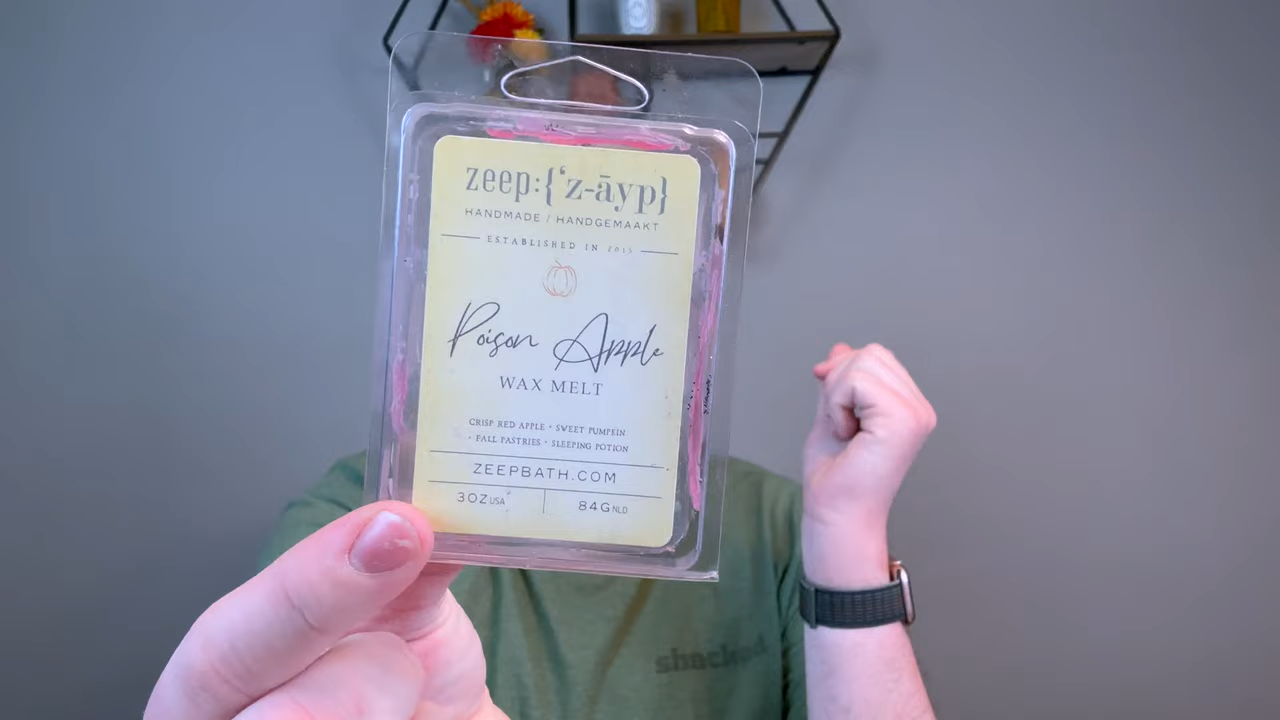 zeep:{'z-āyp}
HANDMADE / HANDGEMAAKT
ESTABLISHED IN 2015
Poison Apple
WAX MELT
CRISP RED APPLE • SWEET PUMPKIN
• FALL PASTRIES • SLEEPING POTION
ZEEPBATH.COM
3OZ USA 84G NLD